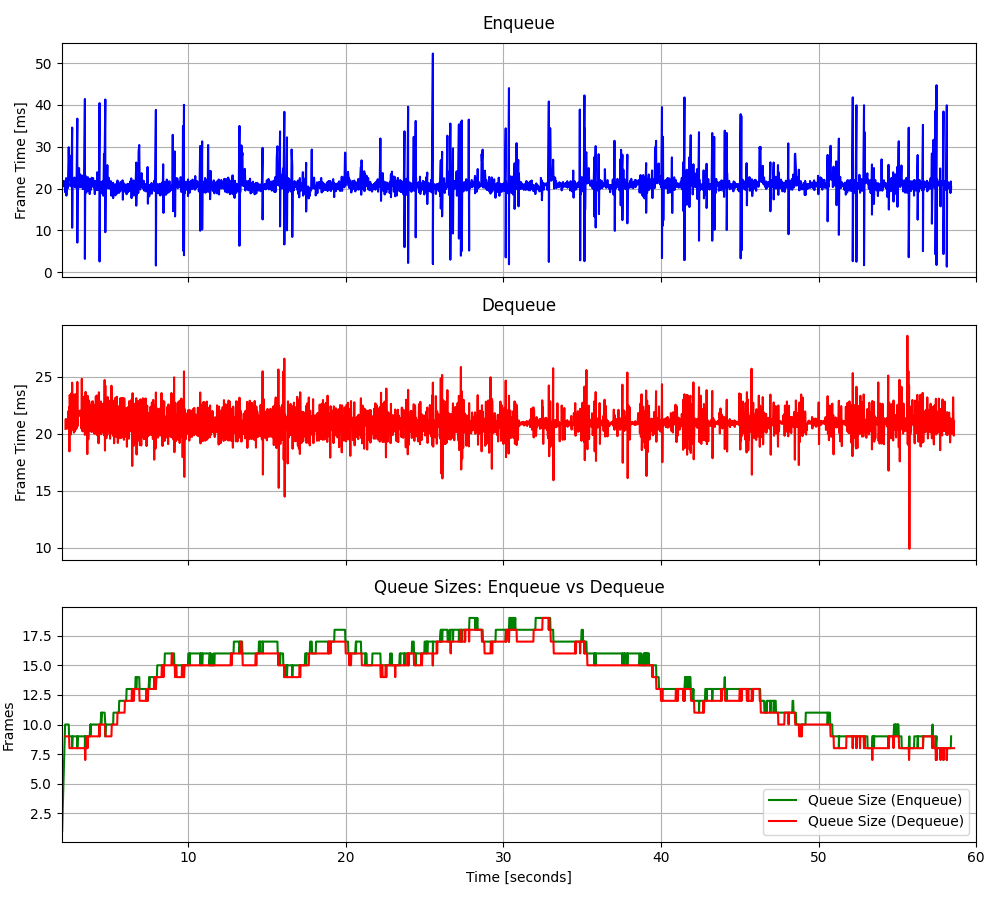 Enqueue
Frame Time [ms]
50
40
30
20
10
0
Dequeue
Frame Time [ms]
25
20
15
10
Queue Sizes: Enqueue vs Dequeue
Frames
17.5
15.0
12.5
10.0
7.5
5.0
2.5
Queue Size (Enqueue)
Queue Size (Dequeue)
10 20 30 40 50 60
Time [seconds]